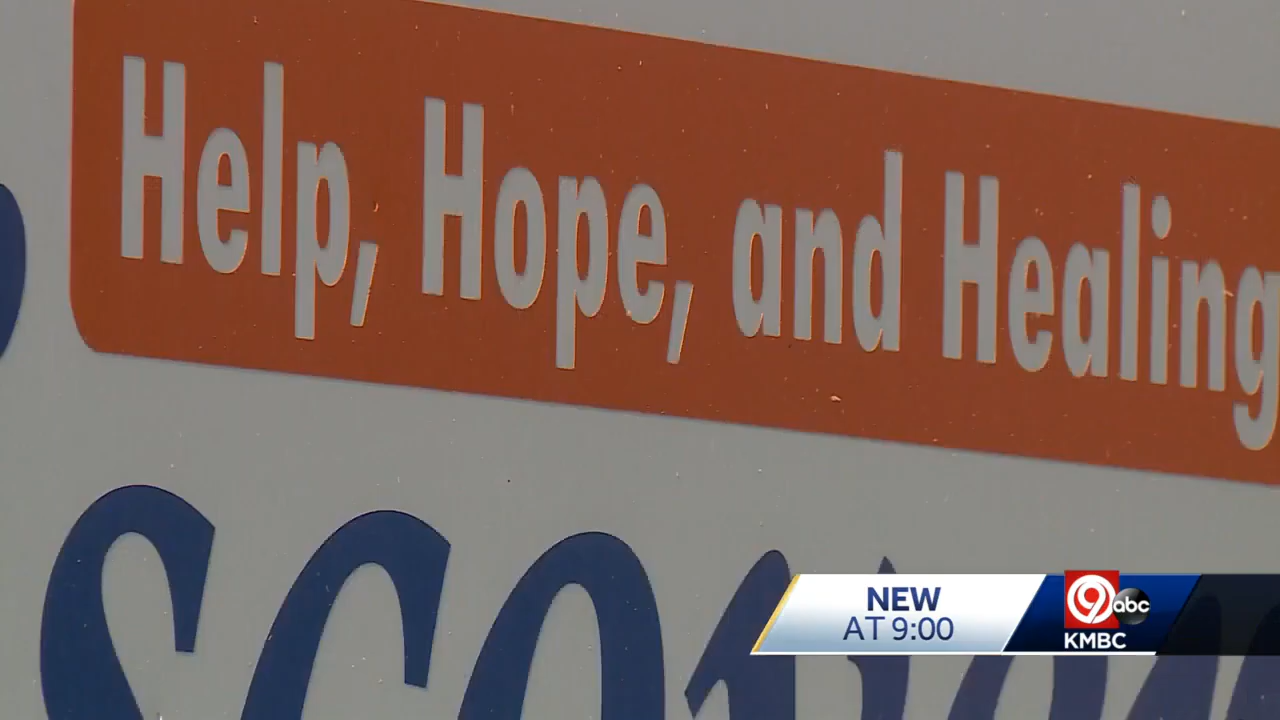 Help, Hope, and Healing
NEW
AT 9:00
9 abc
KMBC